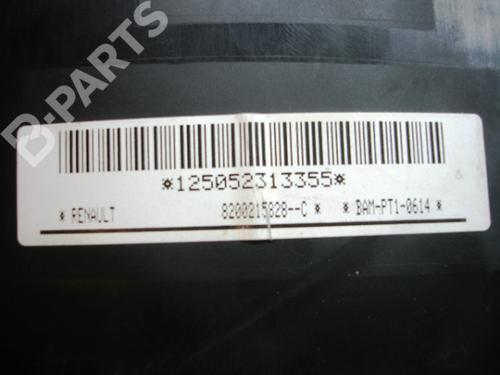 B-PARTS
*125052313355*
* RENAULT 8200215828--C * * BAM-PT1-0614 *